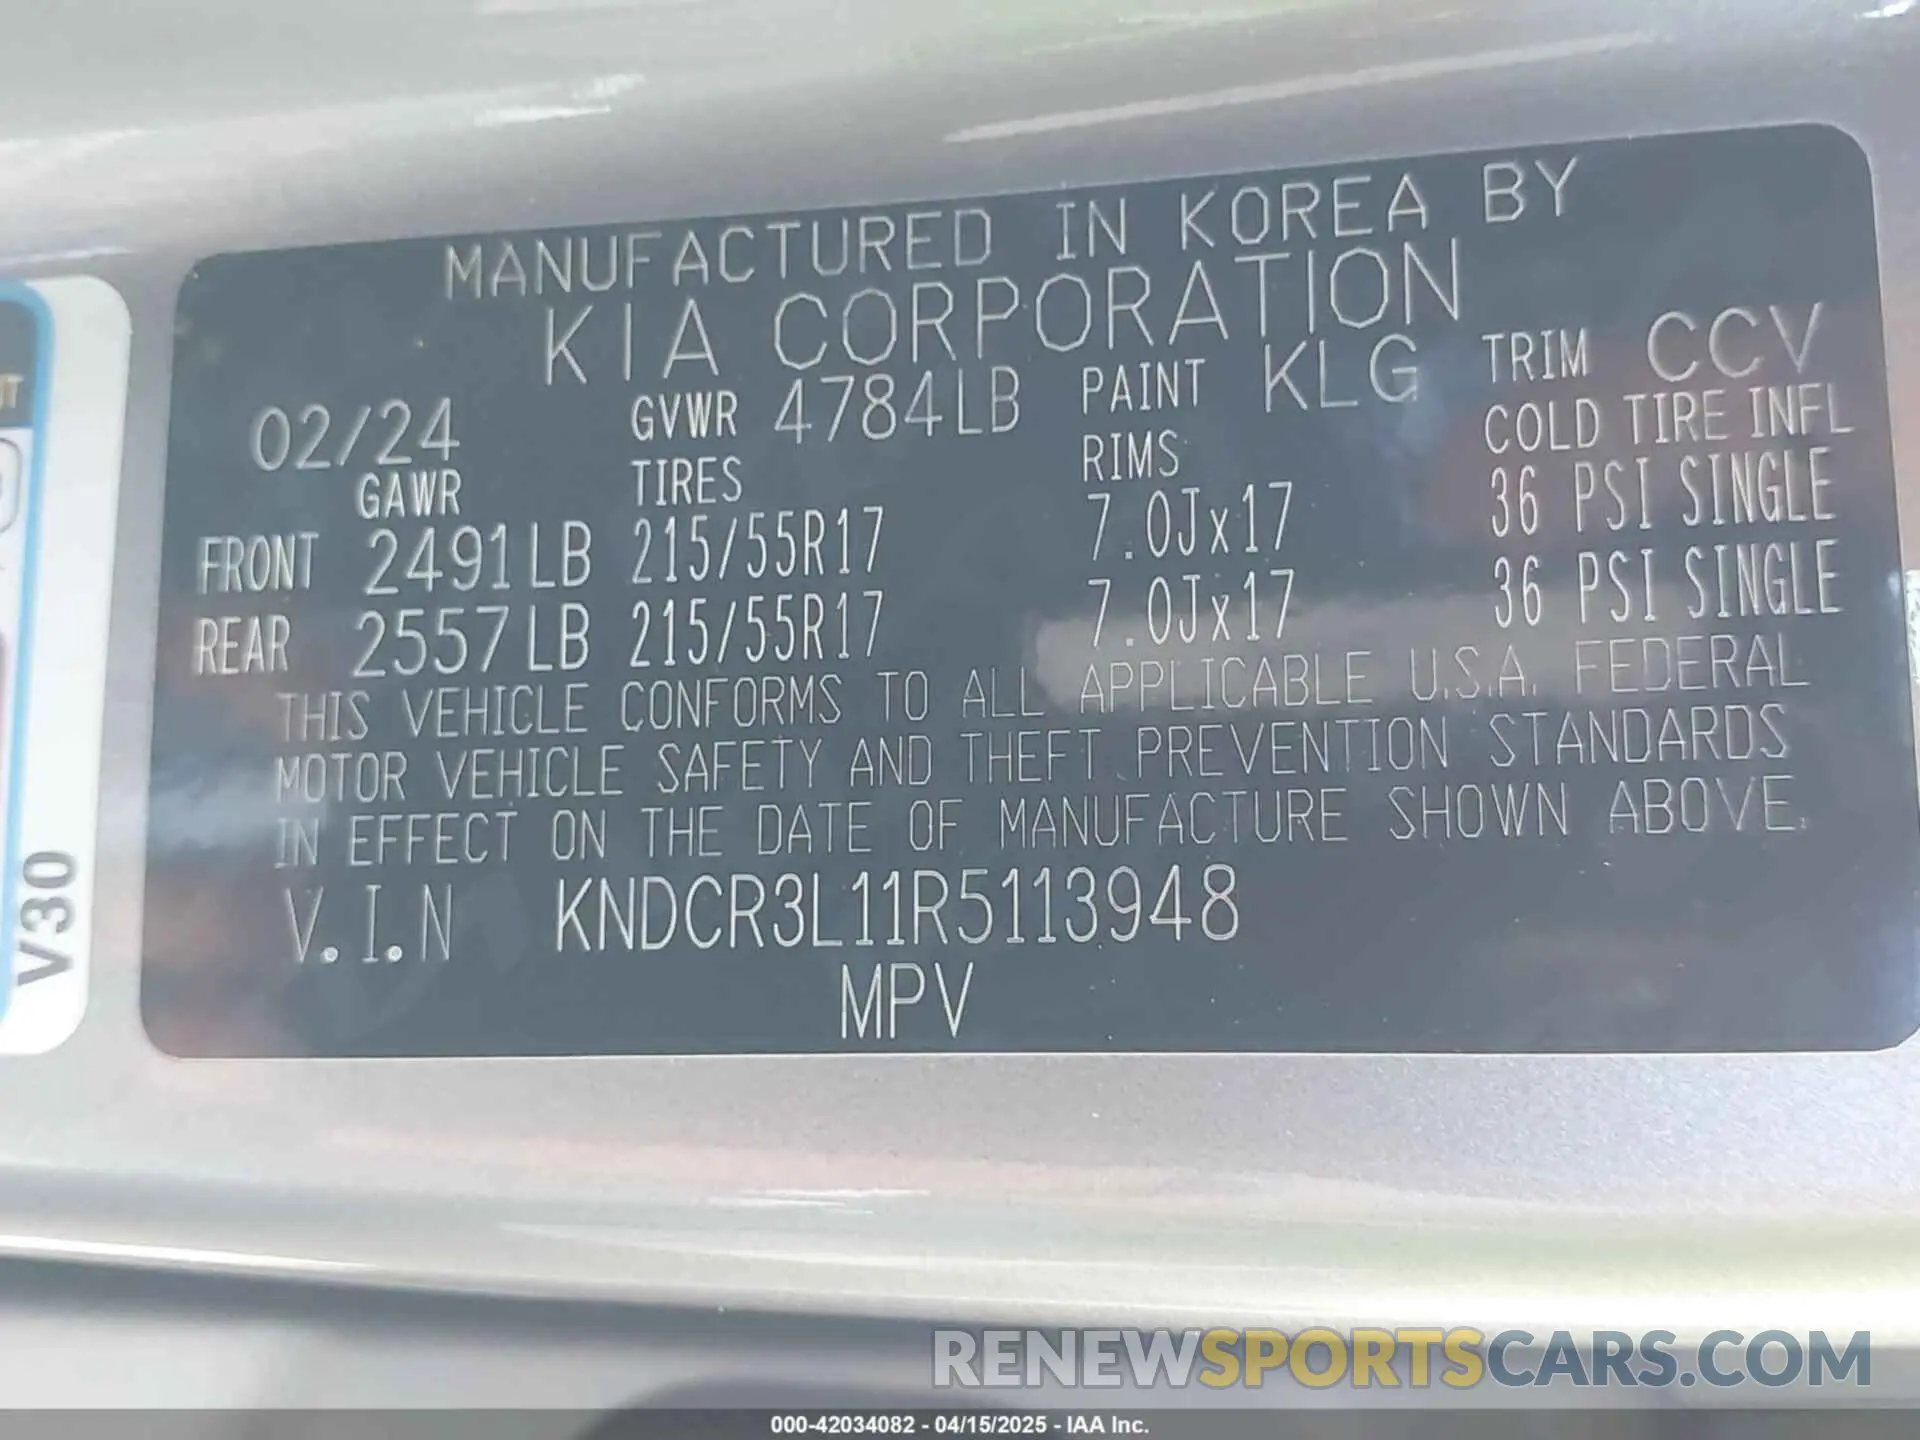 MANUFACTURED IN KOREA BY
KIA CORPORATION
02/24 GVWR 4784LB PAINT KLG TRIM CCV
GAWR TIRES RIMS COLD TIRE INFL
FRONT 2491LB 215/55R17 7.0Jx17 36 PSI SINGLE
REAR 2557LB 215/55R17 7.0Jx17 36 PSI SINGLE
THIS VEHICLE CONFORMS TO ALL APPLICABLE U.S.A. FEDERAL
MOTOR VEHICLE SAFETY AND THEFT PREVENTION STANDARDS
IN EFFECT ON THE DATE OF MANUFACTURE SHOWN ABOVE.
V.I.N KNDCR3L11R5113948
MPV
V30
RENEWSPORTSCARS.COM
000-42034082 - 04/15/2025 - IAA Inc.